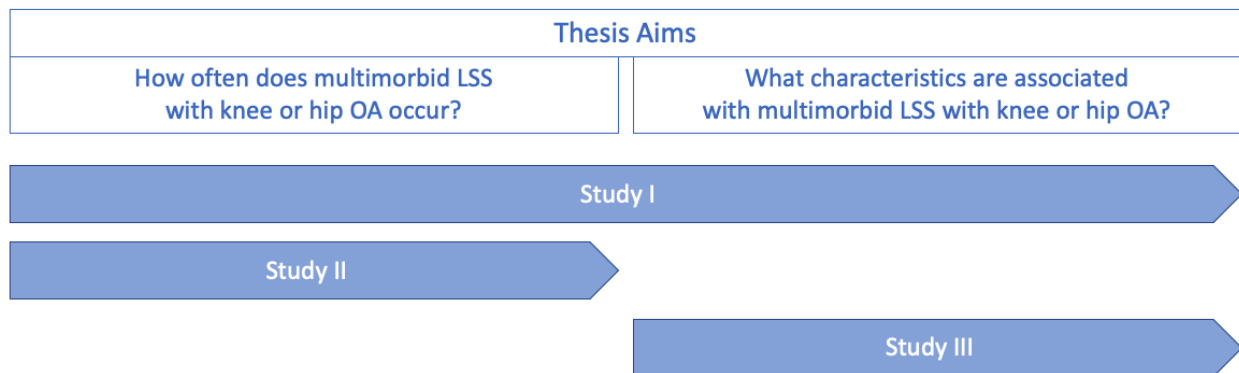 Thesis Aims
How often does multimorbid LSS
with knee or hip OA occur?
What characteristics are associated
with multimorbid LSS with knee or hip OA?
Study I
Study II
Study III